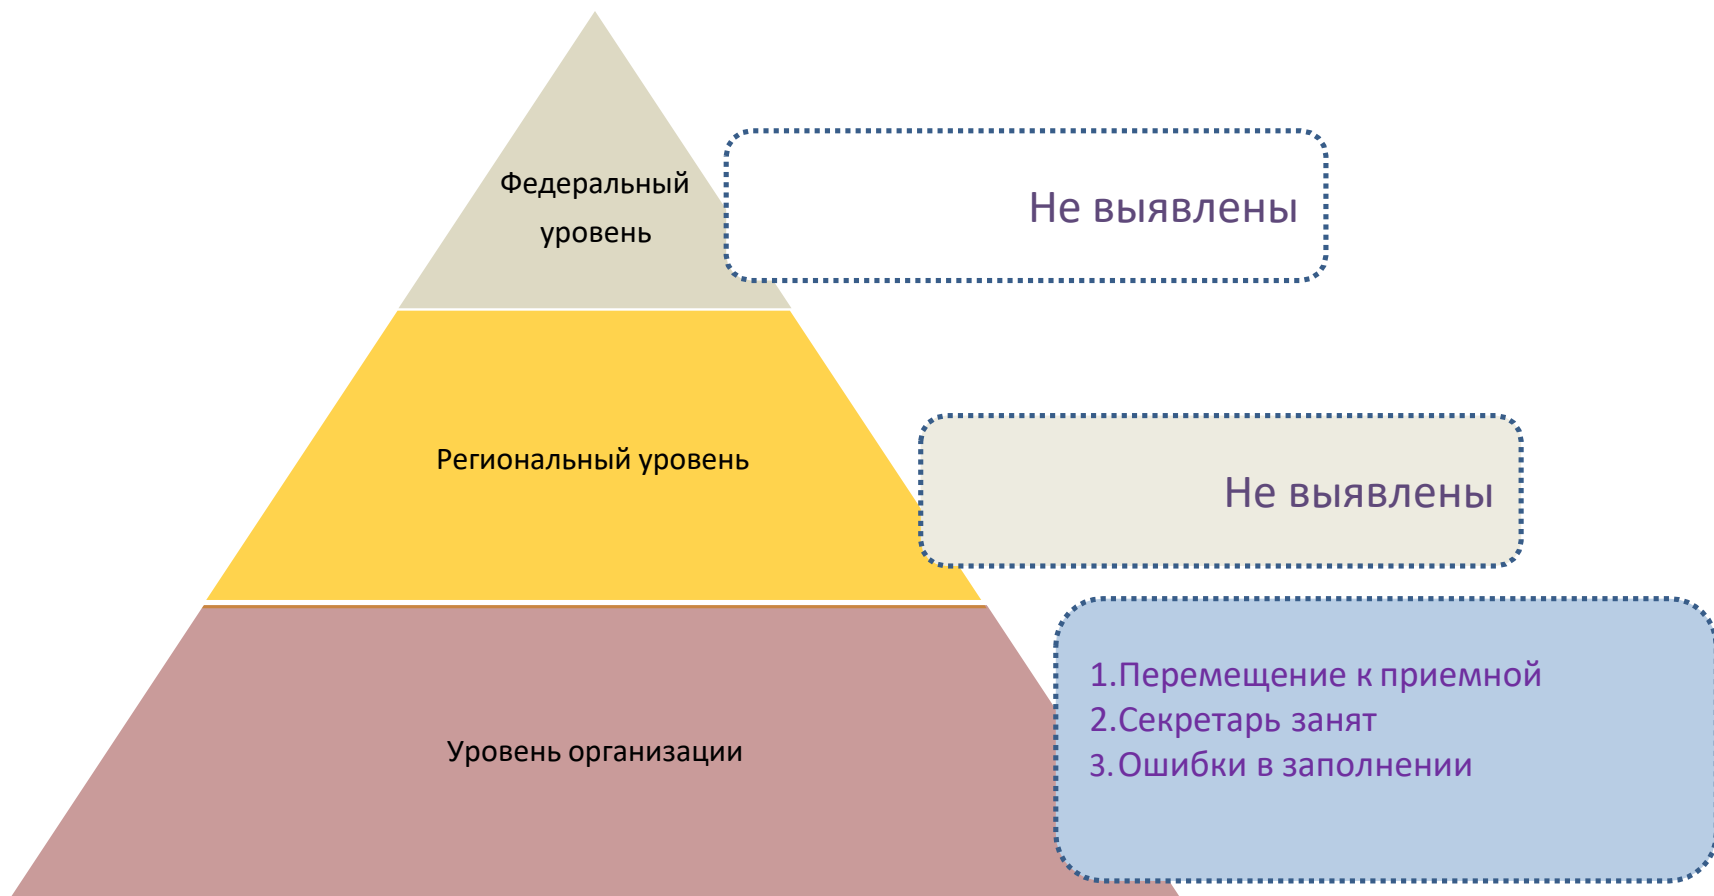 Федеральный
уровень
Не выявлены
Региональный уровень
Не выявлены
Уровень организации
1.Перемещение к приемной
2.Секретарь занят
3.Ошибки в заполнении